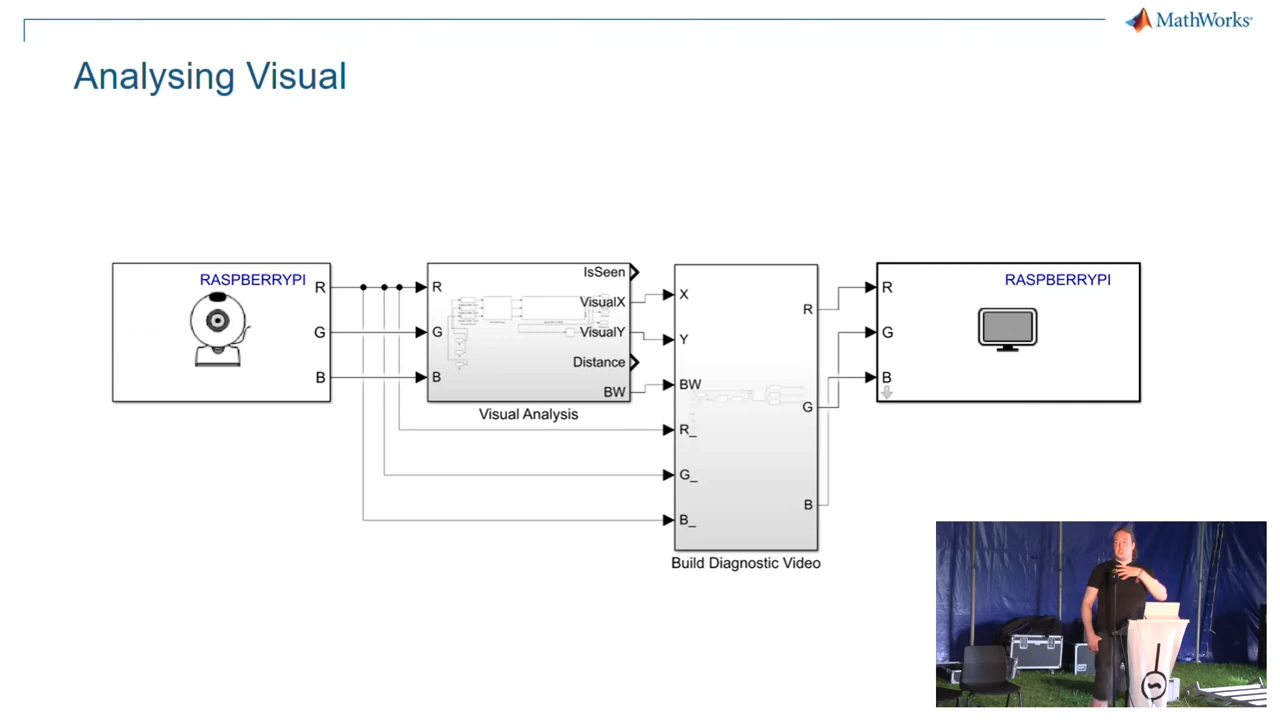 MathWorks
Analysing Visual
RASPBERRYPI
R
G
B
R
G
B
IsSeen
VisualX
VisualY
Distance
BW
Visual Analysis
X
Y
BW
R_
G_
B_
R
G
B
Build Diagnostic Video
RASPBERRYPI
R
G
B